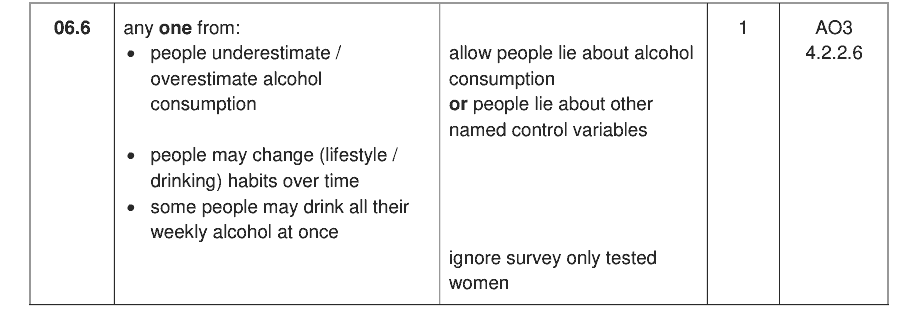 06.6
any one from:
• people underestimate /
overestimate alcohol
consumption
• people may change (lifestyle /
drinking) habits over time
• some people may drink all their
weekly alcohol at once
allow people lie about alcohol
consumption
or people lie about other
named control variables
ignore survey only tested
women
1
AO3
4.2.2.6